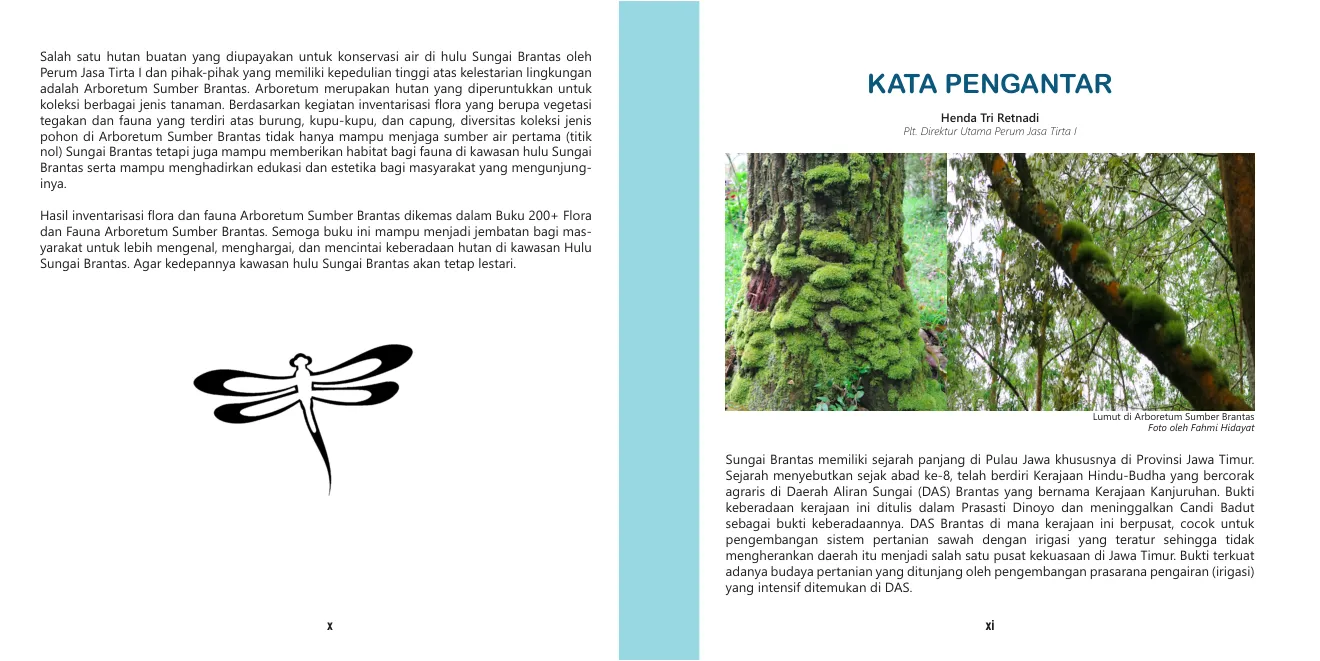 Salah satu hutan buatan yang diupayakan untuk konservasi air di hulu Sungai Brantas oleh
Perum Jasa Tirta I dan pihak-pihak yang memiliki kepedulian tinggi atas kelestarian lingkungan
adalah Arboretum Sumber Brantas. Arboretum merupakan hutan yang diperuntukkan untuk
koleksi berbagai jenis tanaman. Berdasarkan kegiatan inventarisasi flora yang berupa vegetasi
tegakan dan fauna yang terdiri atas burung, kupu-kupu, dan capung, diversitas koleksi jenis
pohon di Arboretum Sumber Brantas tidak hanya mampu menjaga sumber air pertama (titik
nol) Sungai Brantas tetapi juga mampu memberikan habitat bagi fauna di kawasan hulu Sungai
Brantas serta mampu menghadirkan edukasi dan estetika bagi masyarakat yang mengunjung-
inya.
Hasil inventarisasi flora dan fauna Arboretum Sumber Brantas dikemas dalam Buku 200+ Flora
dan Fauna Arboretum Sumber Brantas. Semoga buku ini mampu menjadi jembatan bagi mas-
yarakat untuk lebih mengenal, menghargai, dan mencintai keberadaan hutan di kawasan Hulu
Sungai Brantas. Agar kedepannya kawasan hulu Sungai Brantas akan tetap lestari.
x
KATA PENGANTAR
Henda Tri Retnadi
Plt. Direktur Utama Perum Jasa Tirta I
Lumut di Arboretum Sumber Brantas
Foto oleh Fahmi Hidayat
Sungai Brantas memiliki sejarah panjang di Pulau Jawa khususnya di Provinsi Jawa Timur.
Sejarah menyebutkan sejak abad ke-8, telah berdiri Kerajaan Hindu-Budha yang bercorak
agraris di Daerah Aliran Sungai (DAS) Brantas yang bernama Kerajaan Kanjuruhan. Bukti
keberadaan kerajaan ini ditulis dalam Prasasti Dinoyo dan meninggalkan Candi Badut
sebagai bukti keberadaannya. DAS Brantas di mana kerajaan ini berpusat, cocok untuk
pengembangan sistem pertanian sawah dengan irigasi yang teratur sehingga tidak
mengherankan daerah itu menjadi salah satu pusat kekuasaan di Jawa Timur. Bukti terkuat
adanya budaya pertanian yang ditunjang oleh pengembangan prasarana pengairan (irigasi)
yang intensif ditemukan di DAS.
xi